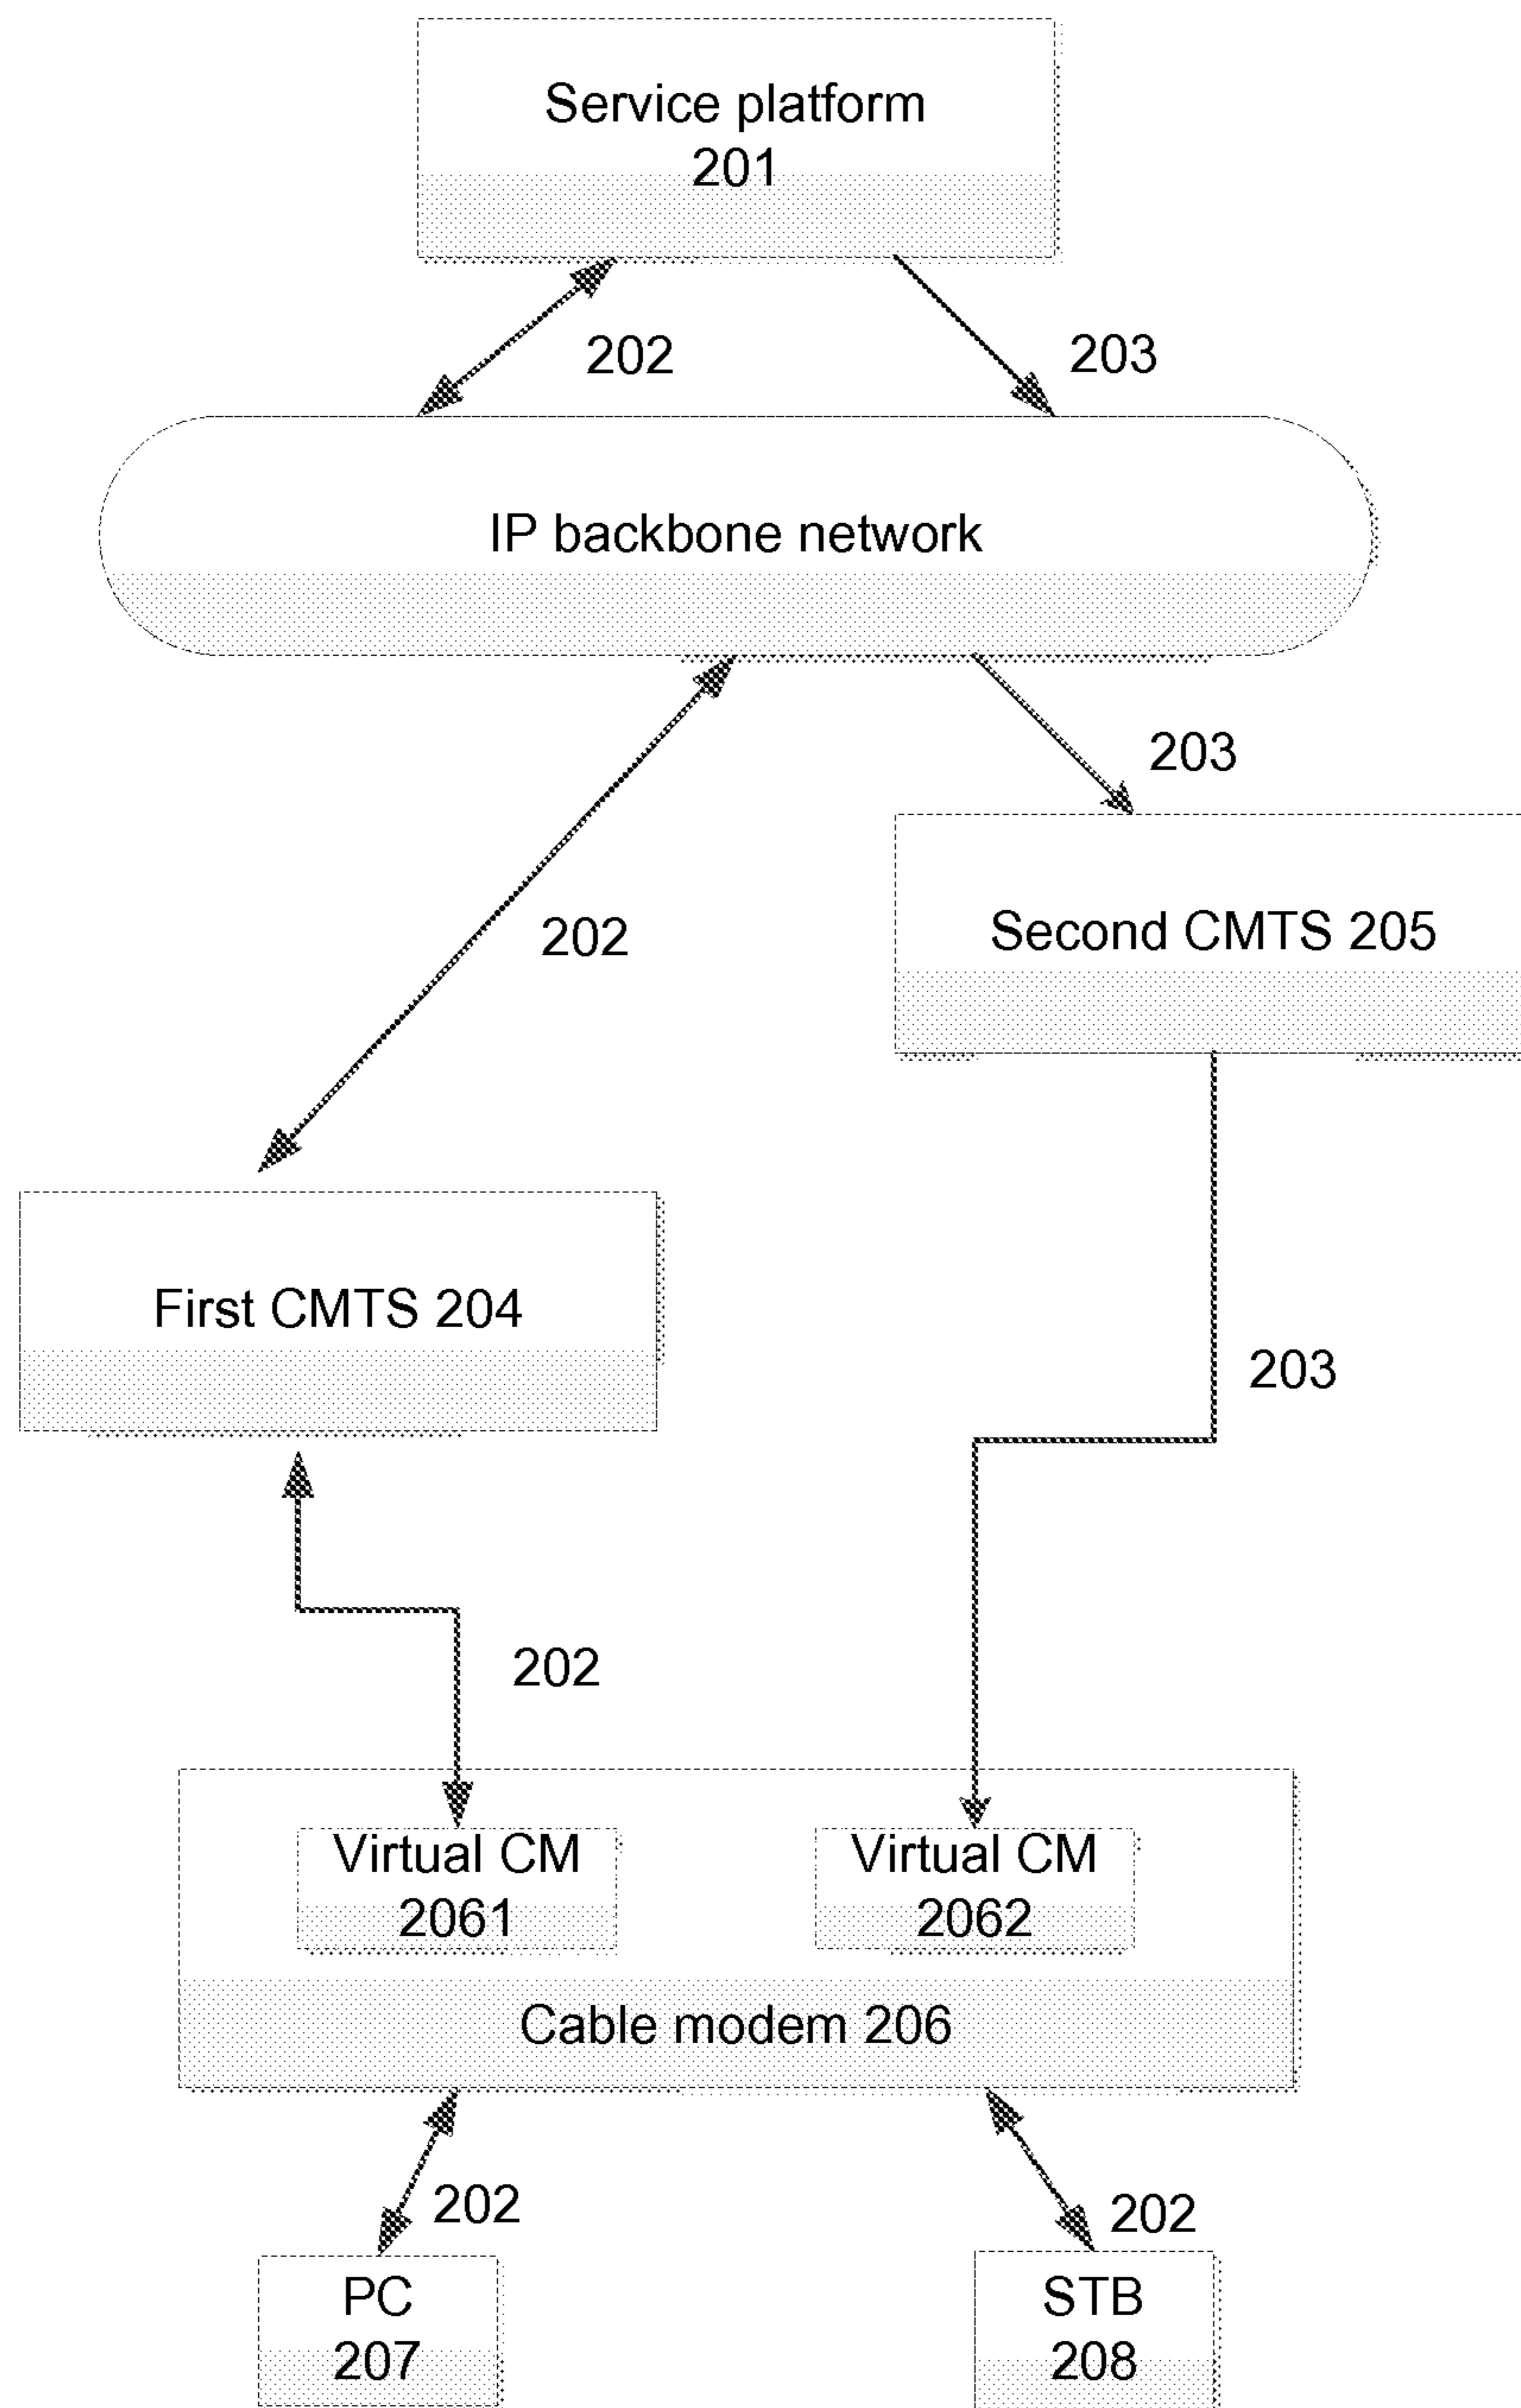 Service platform
201
202
203
IP backbone network
203
202
Second CMTS 205
First CMTS 204
203
202
Virtual CM
2061
Virtual CM
2062
Cable modem 206
202
202
PC
207
STB
208